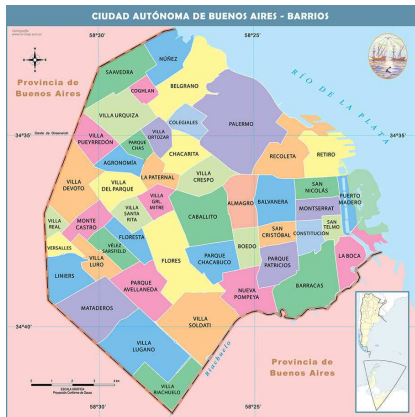 CIUDAD AUTÓNOMA DE BUENOS AIRES - BARRIOS
58°30'
58°25'
Provincia de
Buenos Aires
RÍO DE LA PLATA
34°35'
34°35'
NÚÑEZ
SAAVEDRA
COGHLAN
BELGRANO
VILLA URQUIZA
COLEGIALES
PALERMO
VILLA
PUEYRREDÓN
PARQUE
CHAS
VILLA
ORTÚZAR
CHACARITA
RECOLETA
RETIRO
AGRONOMÍA
LA PATERNAL
VILLA
CRESPO
VILLA
DEVOTO
VILLA
DEL PARQUE
VILLA
GRL.
MITRE
SAN
NICOLÁS
PUERTO
MADERO
ALMAGRO
BALVANERA
MONTSERRAT
VILLA
SANTA
RITA
CABALLITO
VILLA
REAL
MONTE
CASTRO
SAN
TELMO
SAN
CRISTÓBAL
CONSTITUCIÓN
VERSALLES
VÉLEZ
SARSFIELD
FLORESTA
BOEDO
LA BOCA
VILLA
LURO
FLORES
PARQUE
CHACABUCO
PARQUE
PATRICIOS
LINIERS
PARQUE
AVELLANEDA
NUEVA
POMPEYA
BARRACAS
MATADEROS
34°40'
VILLA
SOLDATI
VILLA
LUGANO
Riachuelo
Provincia de
Buenos Aires
VILLA
RIACHUELO
ESCALA GRÁFICA
58°30'
58°25'